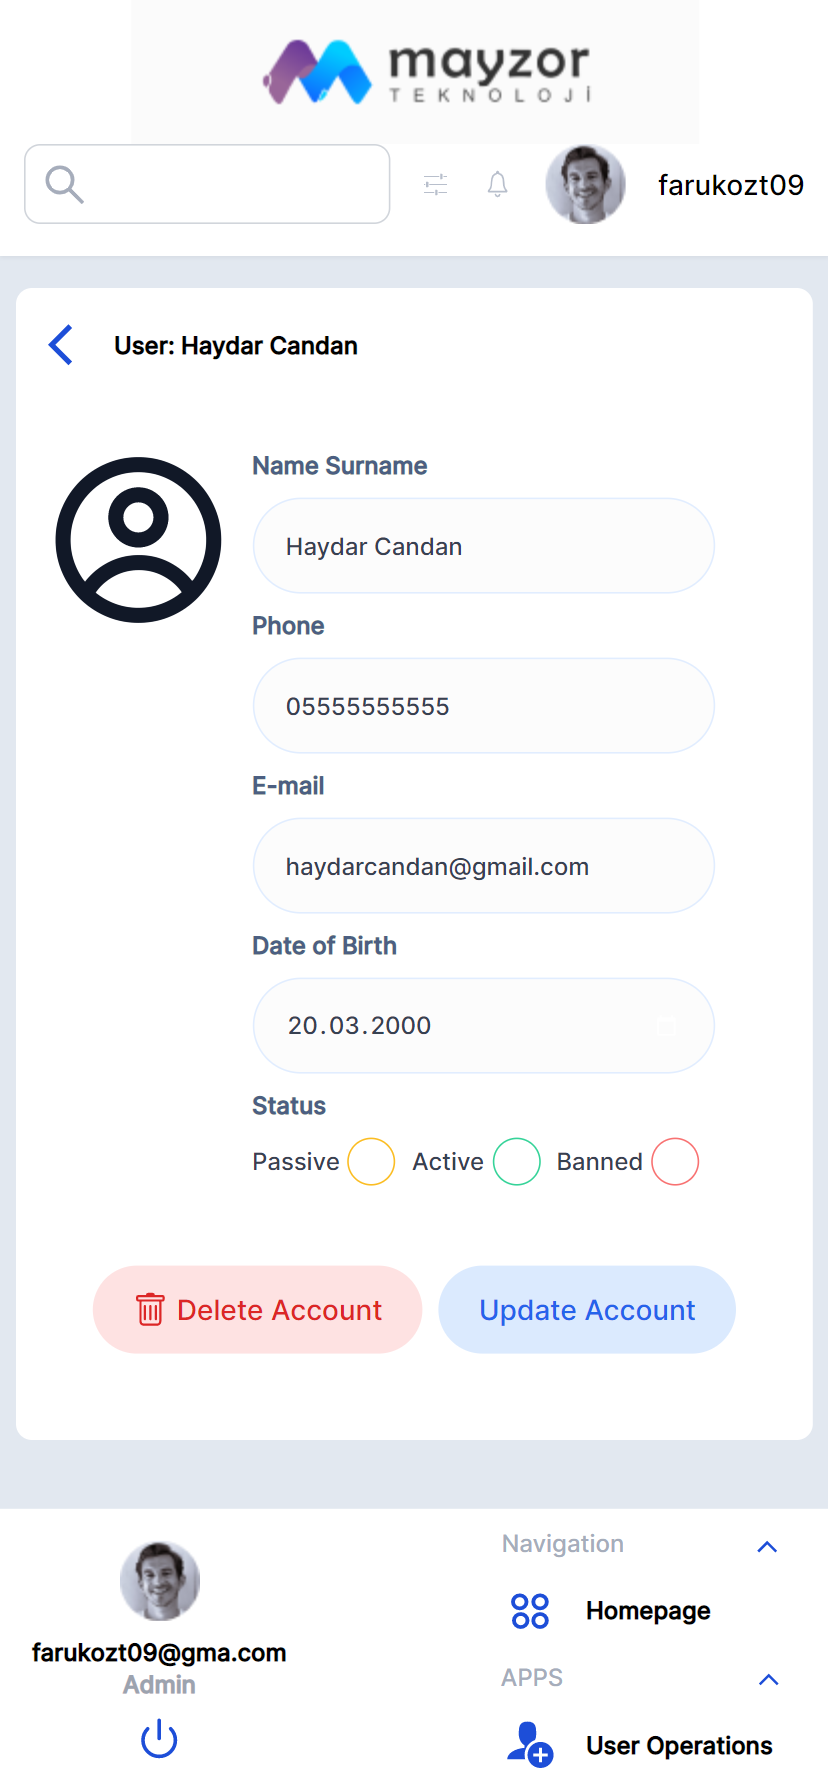 mayzor
TEKNOLOJİ
farukozt09
User: Haydar Candan
Name Surname
Haydar Candan
Phone
05555555555
E-mail
haydarcandan@gmail.com
Date of Birth
20.03.2000
Status
Passive Active Banned
Delete Account Update Account
Navigation
Homepage
farukozt09@gma.com
Admin
APPS
User Operations